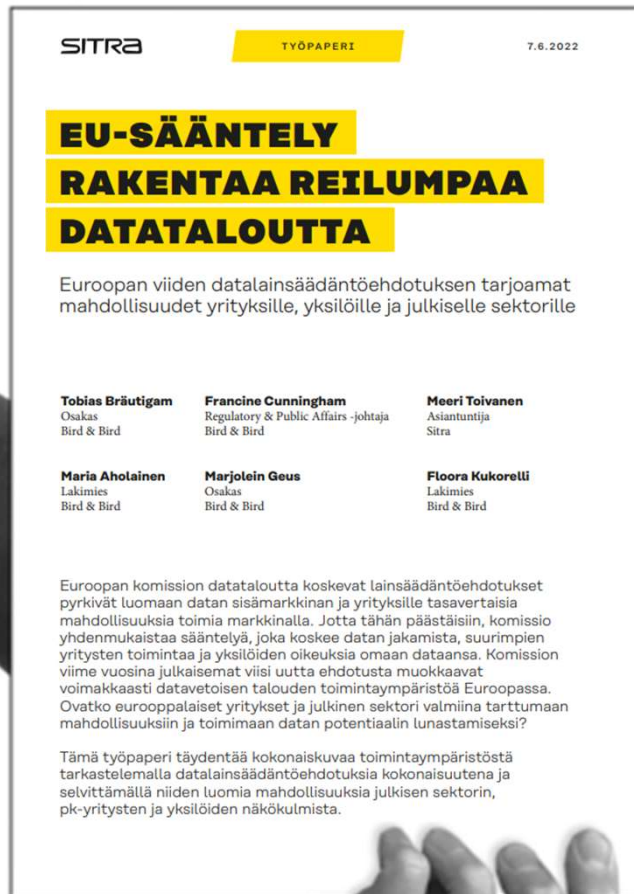 SITRA
TYÖPAPERI
7.6.2022
EU-SÄÄNTELY
RAKENTAA REILUMPAA
DATATALOUTTA
Euroopan viiden datalainsäädäntöehdotuksen tarjoamat
mahdollisuudet yrityksille, yksilöille ja julkiselle sektorille
Tobias Bräutigam
Osakas
Bird & Bird
Francine Cunningham
Regulatory & Public Affairs -johtaja
Bird & Bird
Meeri Toivanen
Asiantuntija
Sitra
Maria Aholainen
Lakimies
Bird & Bird
Marjolein Geus
Osakas
Bird & Bird
Floora Kukorelli
Lakimies
Bird & Bird
Euroopan komission datataloutta koskevat lainsäädäntöehdotukset
pyrkivät luomaan datan sisämarkkinan ja yrityksille tasavertaisia
mahdollisuuksia toimia markkinalla. Jotta tähän päästäisiin, komissio
yhdenmukaistaa sääntelyä, joka koskee datan jakamista, suurimpien
yritysten toimintaa ja yksilöiden oikeuksia omaan dataansa. Komission
viime vuosina julkaisemat viisi uutta ehdotusta muokkaavat
voimakkaasti datavetoisen talouden toimintaympäristöä Euroopassa.
Ovatko eurooppalaiset yritykset ja julkinen sektori valmiina tarttumaan
mahdollisuuksiin ja toimimaan datan potentiaalin lunastamiseksi?
Tämä työpaperi täydentää kokonaiskuvaa toimintaympäristöstä
tarkastelemalla datalainsäädäntöehdotuksia kokonaisuutena ja
selvittämällä niiden luomia mahdollisuuksia julkisen sektorin,
pk-yritysten ja yksilöiden näkökulmista.